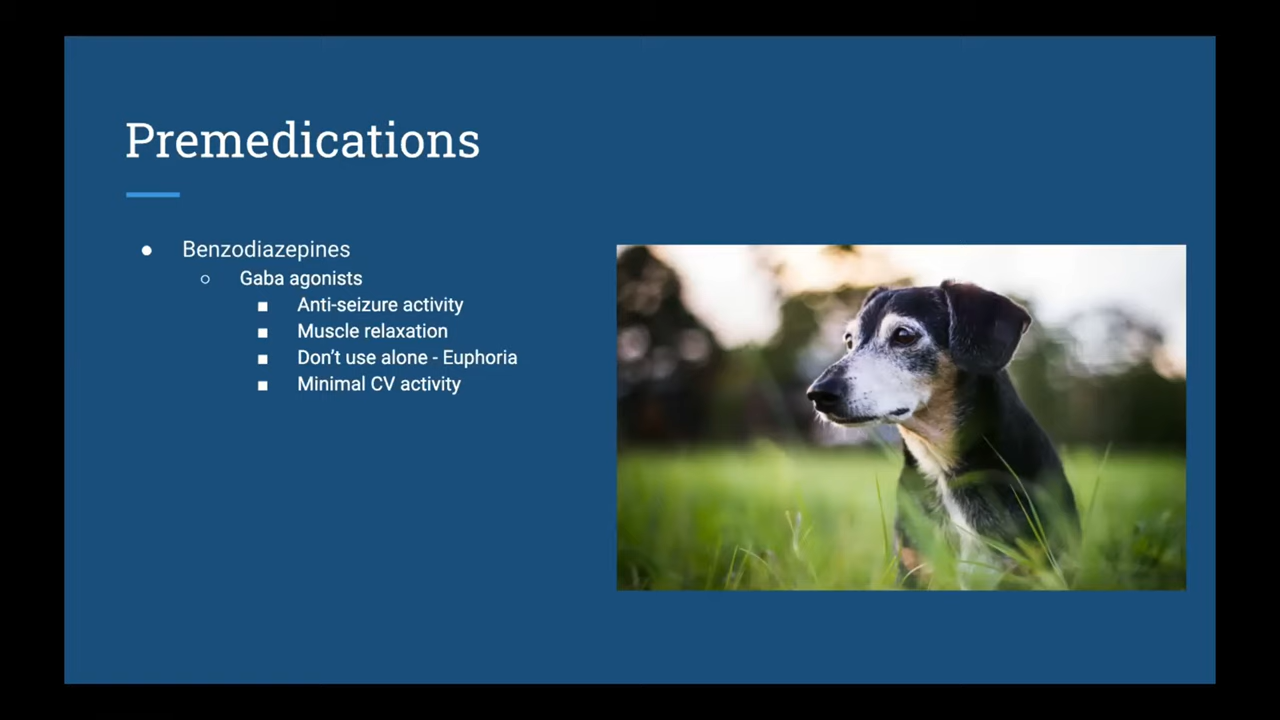 Premedications
● Benzodiazepines
○ Gaba agonists
■ Anti-seizure activity
■ Muscle relaxation
■ Don’t use alone - Euphoria
■ Minimal CV activity